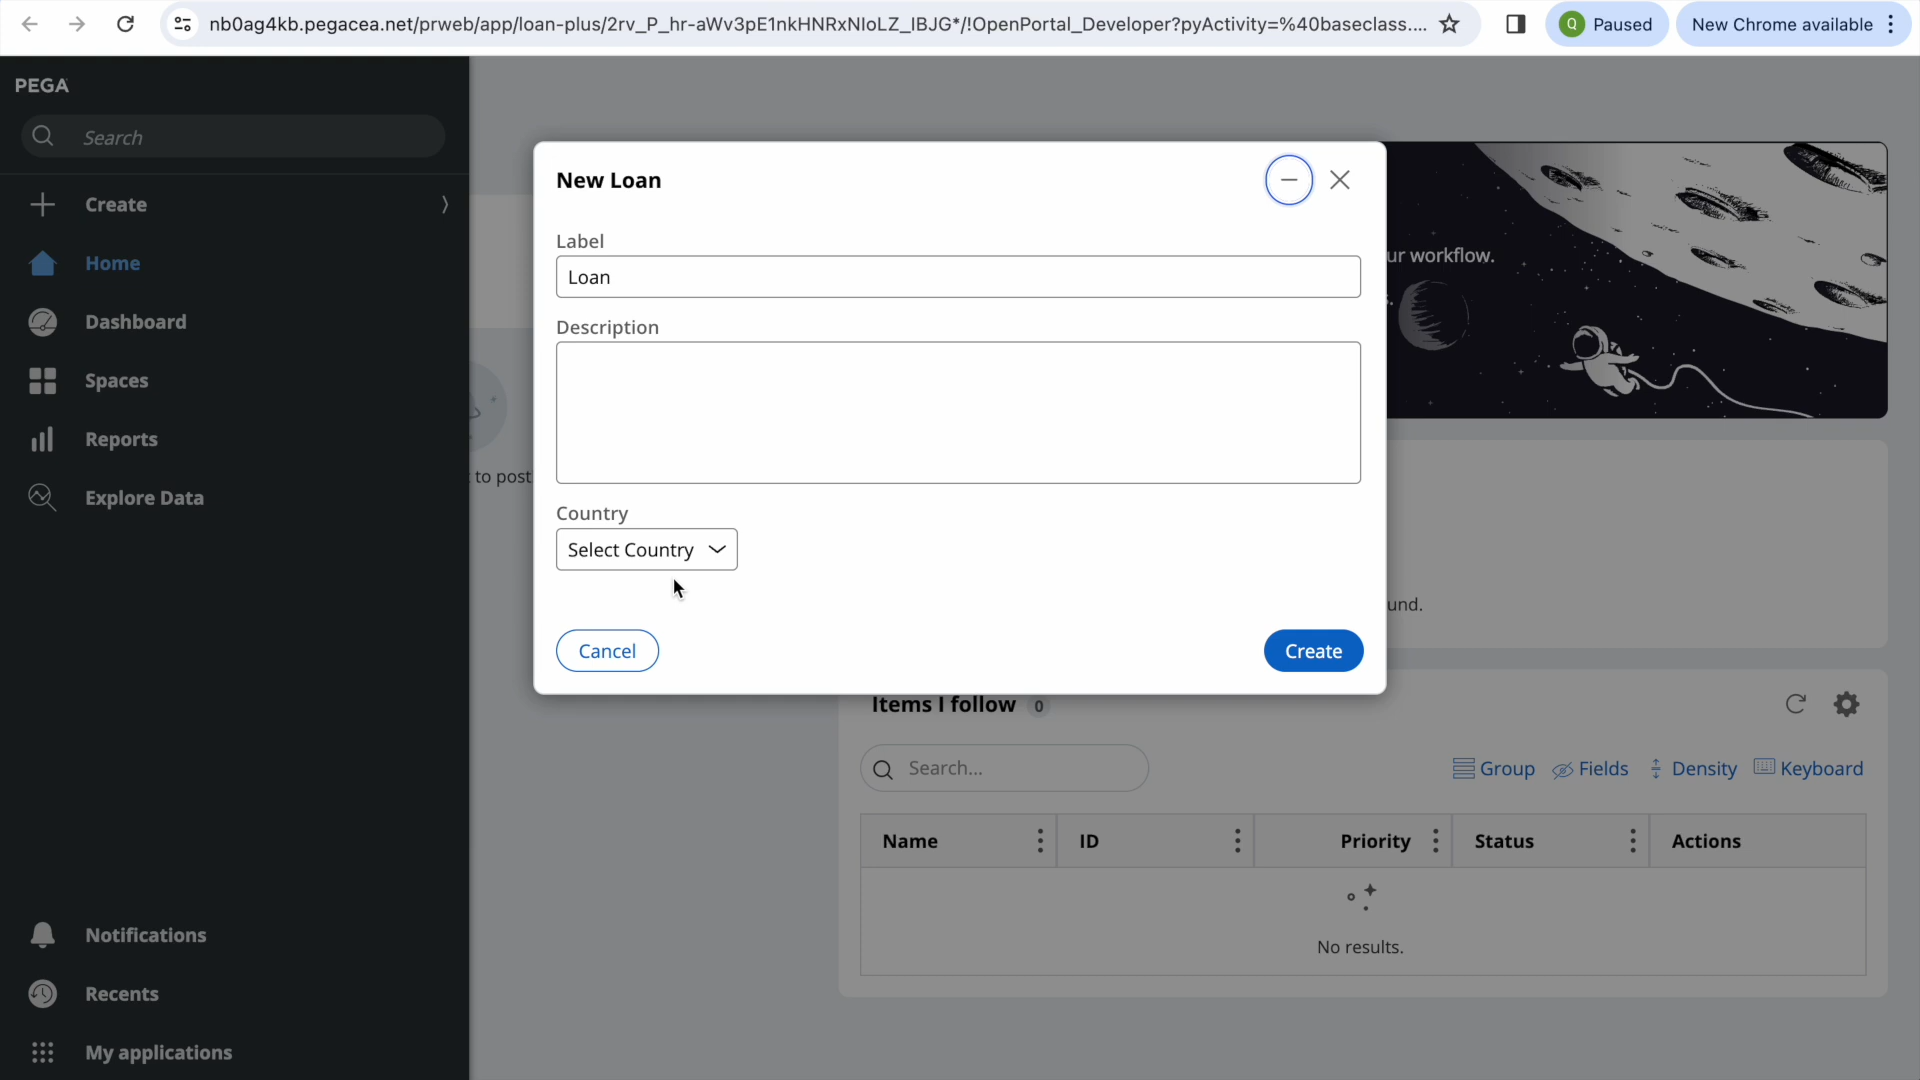 nb0ag4kb.pegacea.net/prweb/app/loan-plus/2rv_P_hr-aWv3pE1nkHNRxNIoLZ_IBJG*/!OpenPortal_Developer?pyActivity=%40baseclass....
Q
Paused
New Chrome available
PEGA
Search
Create
Home
Dashboard
Spaces
Reports
Explore Data
Notifications
Recents
My applications
New Loan
Label
Loan
Description
Country
Select Country
Cancel
Create
to post
ur workflow.
und.
Items I follow 0
Search...
Group
Fields
Density
Keyboard
Name
ID
Priority
Status
Actions
No results.